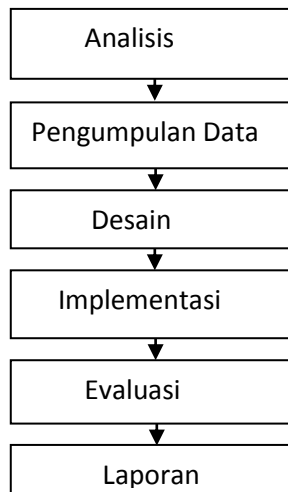 Analisis
Pengumpulan Data
Desain
Implementasi
Evaluasi
Laporan